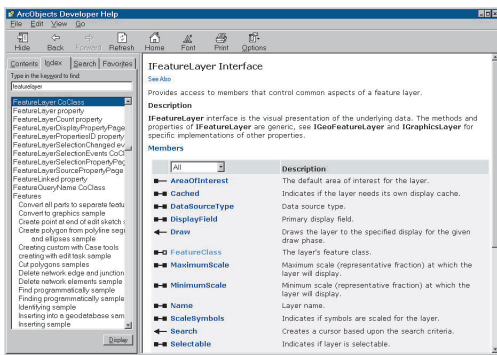 ArcObjects Developer Help
File Edit View Go
Hide Back Forward Refresh Home Font Print Options
Contents Index Search Favorites
Type in the keyword to find:
featurelayer
FeatureLayer CoClass
FeatureLayer property
FeatureLayerCount property
FeatureLayerDisplayPropertyPage
FeatureLayerPropertiesID property
FeatureLayerSelectionChanged ev
FeatureLayerSelectionEvents CoCl
FeatureLayerSelectionPropertyPag
FeatureLayerSourcePropertyPage
FeatureLinked property
FeatureQueryName CoClass
Features
Convert all parts to separate featu
Convert to graphics sample
Create point at end of edit sketch s
Create polygon from polyline segm
and ellipses samples
Creating custom with Case tools
creating with edit task sample
Cut polygons samples
Delete network edge and junction
Delete network elements sample
Find programmatically sample
Finding programmatically sample
Identifying sample
Inserting into a geodatabase sam
Inserting sample
Display
IFeatureLayer Interface
See Also
Provides access to members that control common aspects of a feature layer.
Description
IFeatureLayer interface is the visual presentation of the underlying data. The methods and
properties of IFeatureLayer are generic, see IGeoFeatureLayer and IGraphicsLayer for
specific implementations of other properties.
Members
All Description
AreaOfInterest The default area of interest for the layer.
Cached Indicates if the layer needs its own display cache.
DataSourceType Data source type.
DisplayField Primary display field.
Draw Draws the layer to the specified display for the given
draw phase.
FeatureClass The layer's feature class.
MaximumScale Maximum scale (representative fraction) at which the
layer will display.
MinimumScale Minimum scale (representative fraction) at which the
layer will display.
Name Layer name.
ScaleSymbols Indicates if symbols are scaled for the layer.
Search Creates a cursor based upon the search criteria.
Selectable Indicates if layer is selectable.